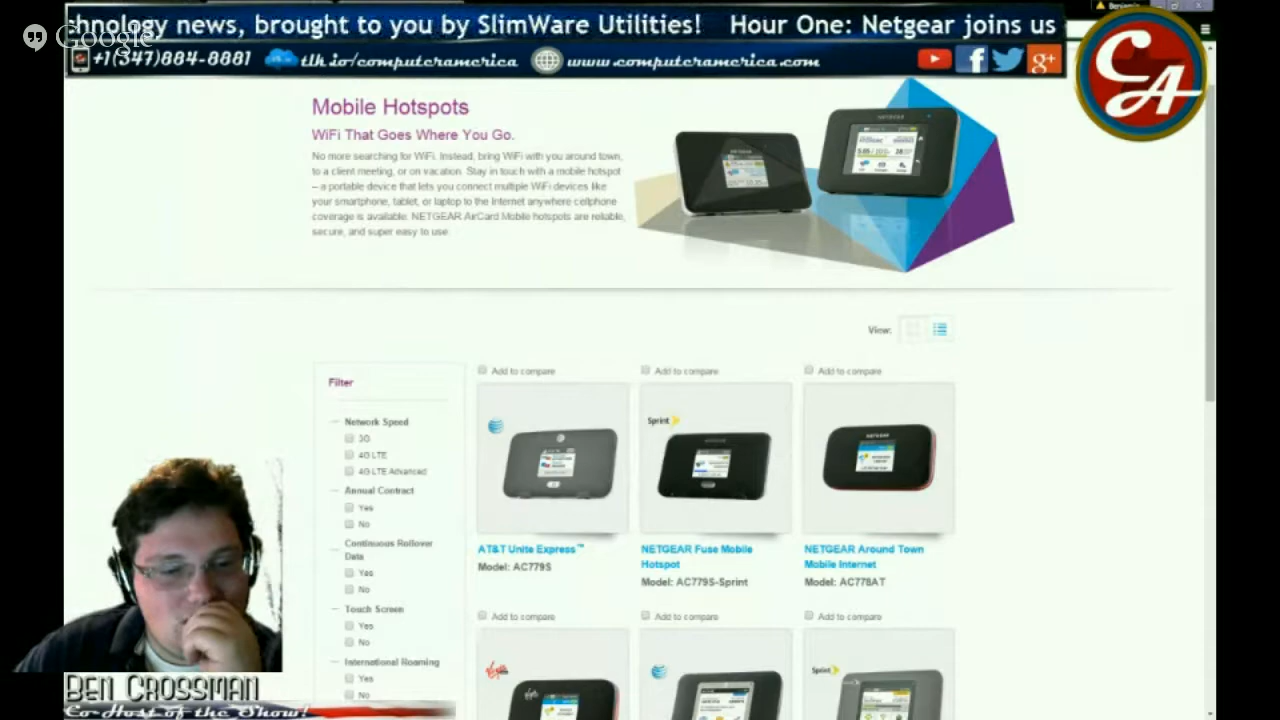 chnology news, brought to you by SlimWare Utilities! Hour One: Netgear joins us
Google
Benjamin
+1(347)884-8881 tlk.io/computeramerica www.computeramerica.com
CA
Mobile Hotspots
WiFi That Goes Where You Go.
No more searching for WiFi. Instead, bring WiFi with you around town,
to a client meeting, or on vacation. Stay in touch with a mobile hotspot
– a portable device that lets you connect multiple WiFi devices like
your smartphone, tablet, or laptop to the Internet anywhere cellphone
coverage is available. NETGEAR AirCard Mobile hotspots are reliable,
secure, and super easy to use.
View:
Filter
Network Speed
3G
4G LTE
4G LTE Advanced
Annual Contract
Yes
No
Continuous Rollover
Data
Yes
No
Touch Screen
Yes
No
International Roaming
Yes
No
Add to compare Add to compare Add to compare
Sprint
NETGEAR
AT&T Unite Express™ NETGEAR Fuse Mobile NETGEAR Around Town
Hotspot Mobile Internet
Model: AC779S Model: AC779S-Sprint Model: AC778AT
Add to compare Add to compare Add to compare
Virgin
Sprint
Ben Crossman
Co-Host of the Show!